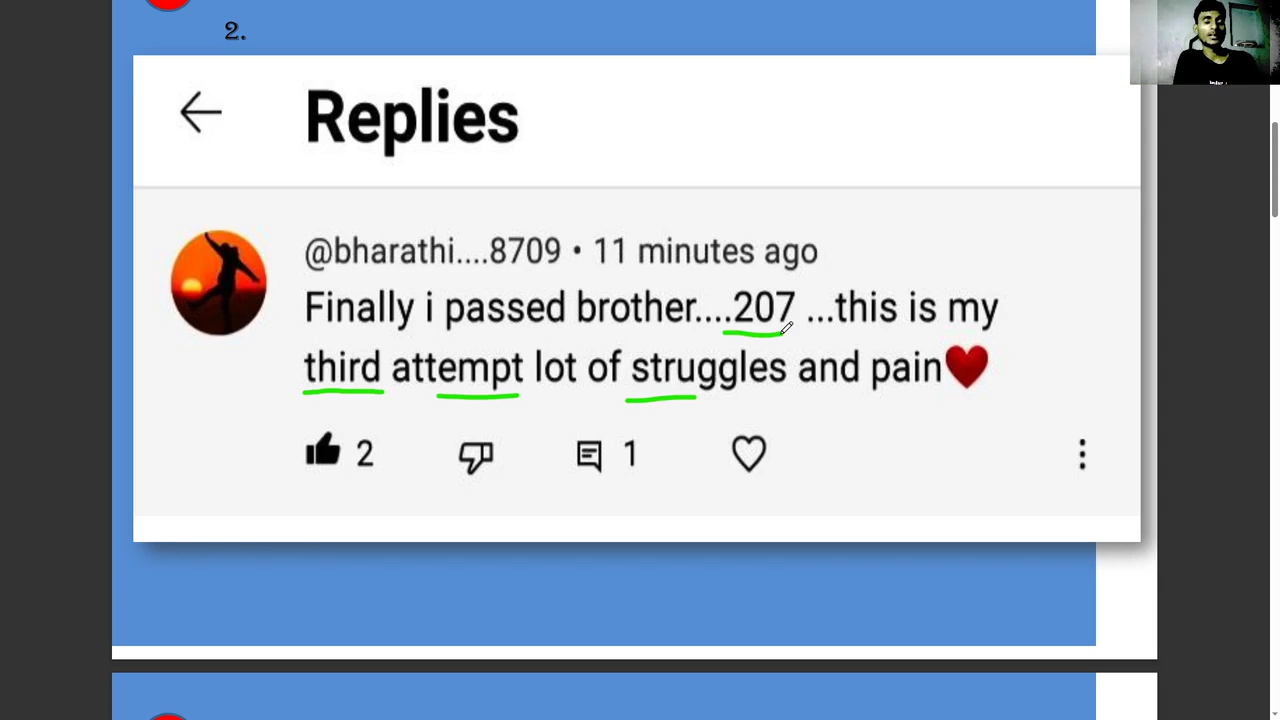 2.
Replies
@bharathi....8709 • 11 minutes ago
Finally i passed brother....207 ...this is my
third attempt lot of struggles and pain❤
2
1